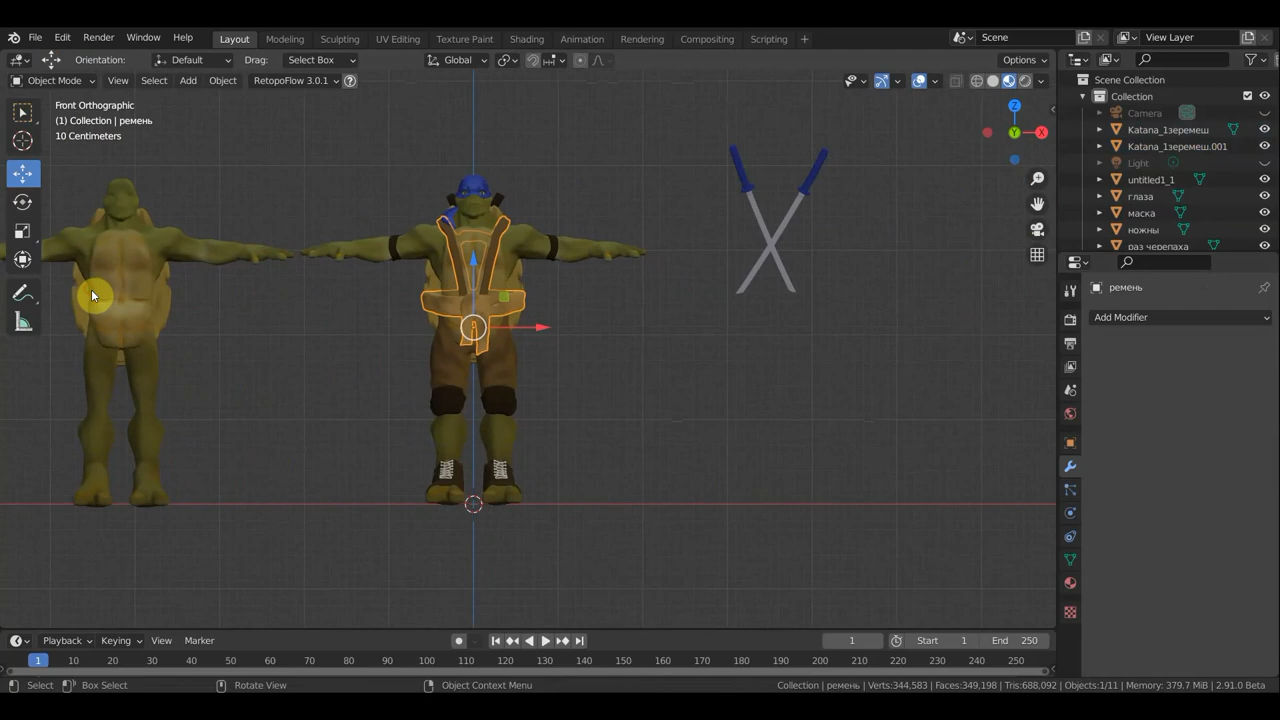 File Edit Render Window Help Layout Modeling Sculpting UV Editing Texture Paint Shading Animation Rendering Compositing Scripting + Scene View Layer
Orientation: Default Drag: Select Box Global Options
Object Mode View Select Add Object RetopoFlow 3.0.1
Front Orthographic
(1) Collection | ремень
10 Centimeters
Z
Y
X
Scene Collection
Collection
Camera
Katana_1зеремеш
Katana_1зеремеш.001
Light
untitled1_1
глаза
маска
ножны
раз черепаха
ремень
Add Modifier
Playback Keying View Marker 1 Start 1 End 250
1 10 20 30 40 50 60 70 80 90 100 110 120 130 140 150 160 170 180 190 200 210 220 230 240 250
Select Box Select Rotate View Object Context Menu Collection | ремень | Verts:344,583 | Faces:349,198 | Tris:688,092 | Objects:1/11 | Memory: 379.7 MiB | 2.91.0 Beta